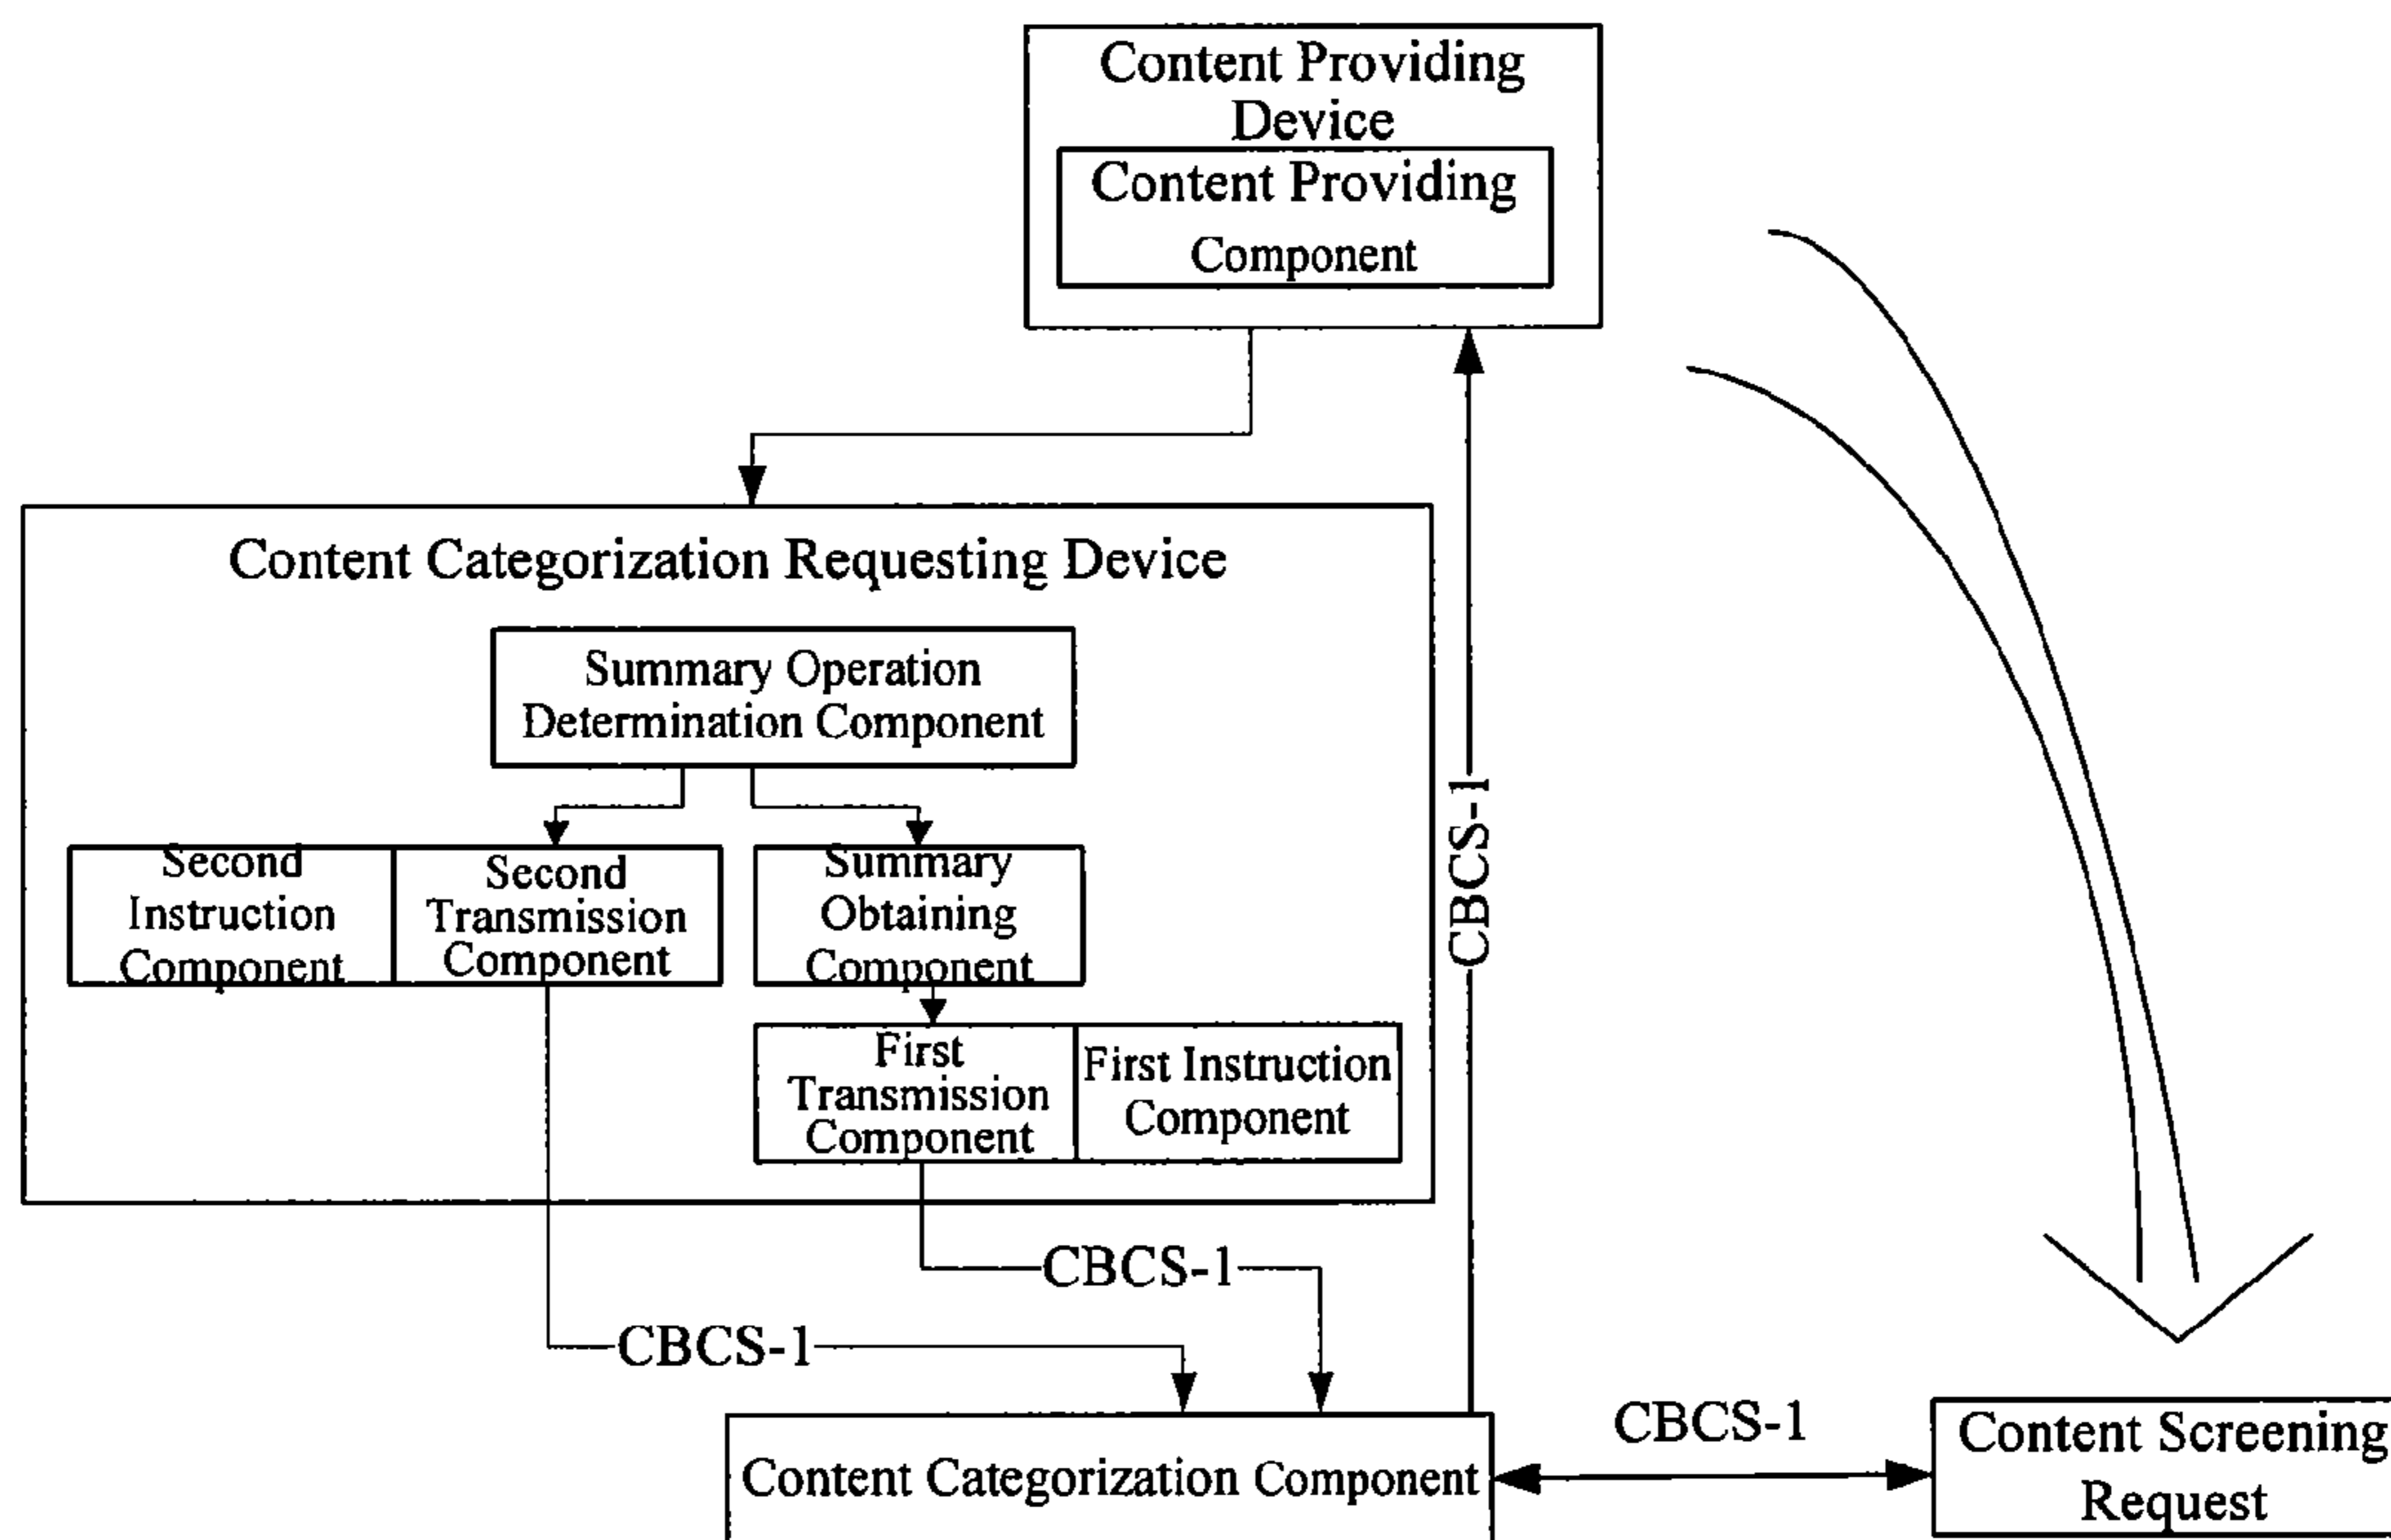 Content Providing
Device
Content Providing
Component
Content Categorization Requesting Device
Summary Operation
Determination Component
Second
Instruction
Component
Second
Transmission
Component
Summary
Obtaining
Component
First
Transmission
Component
First Instruction
Component
CBCS-1
CBCS-1
CBCS-1
Content Categorization Component
CBCS-1
Content Screening
Request